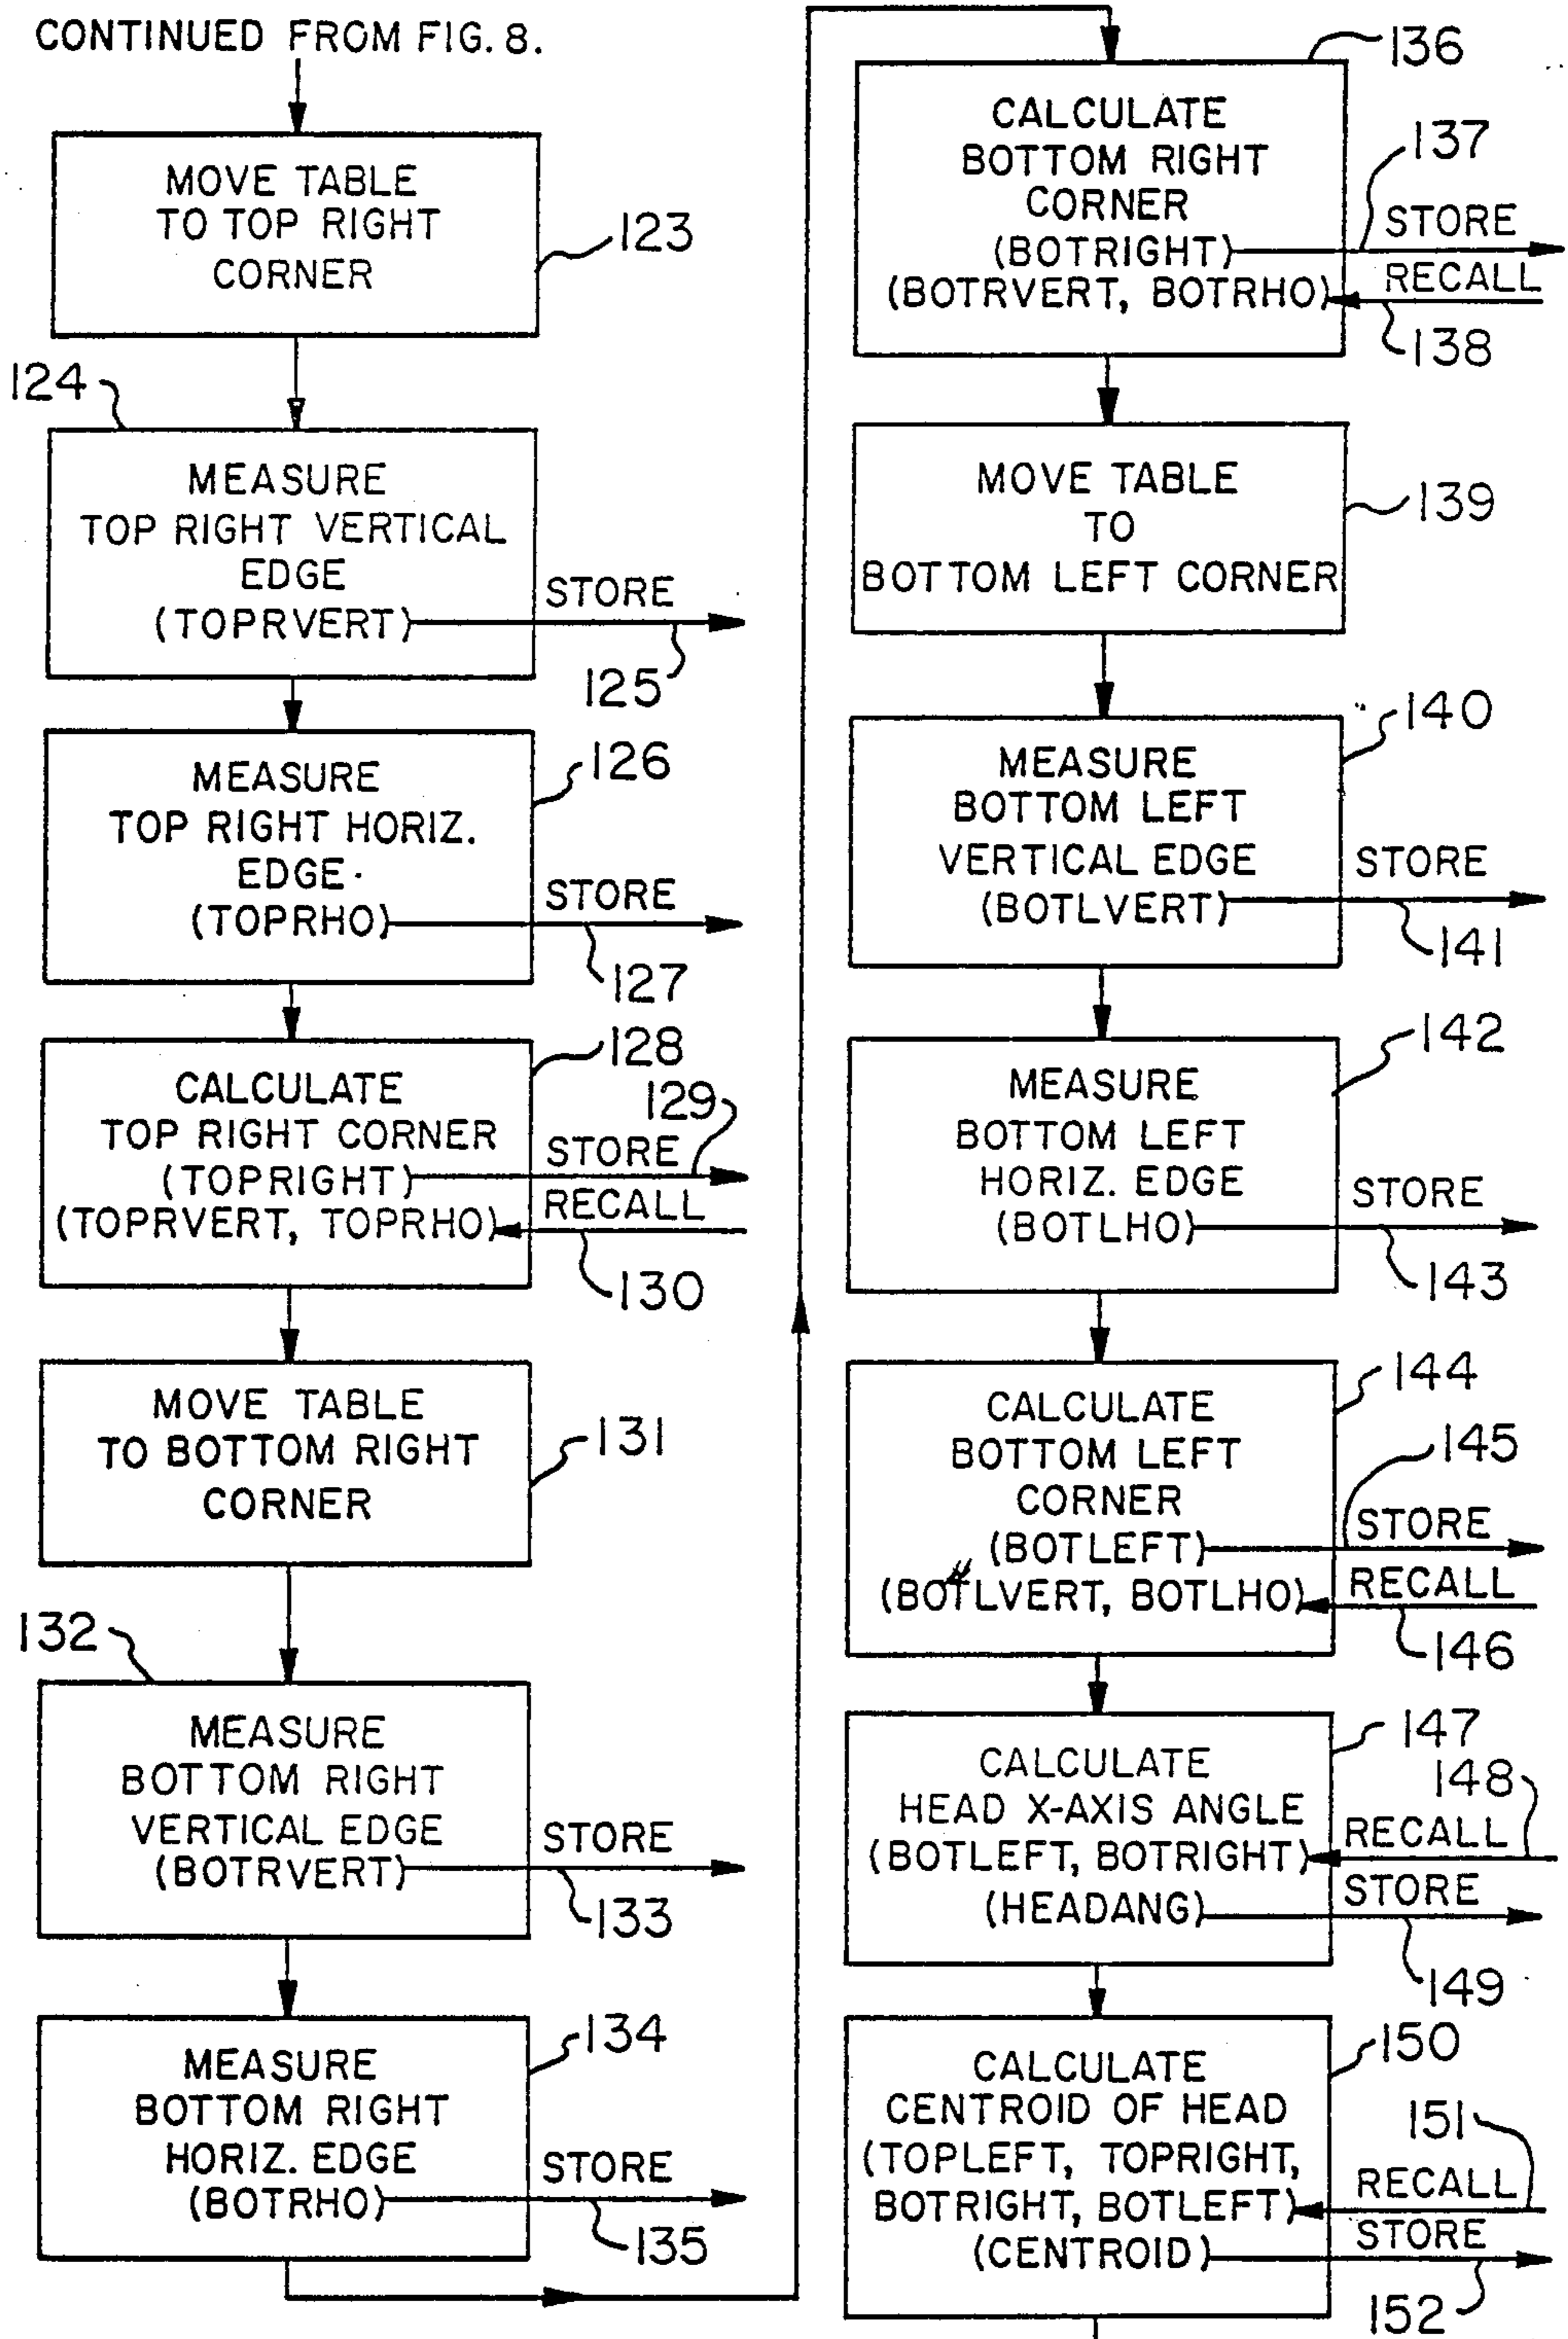 CONTINUED FROM FIG. 8.
MOVE TABLE
TO TOP RIGHT
CORNER
123
124
MEASURE
TOP RIGHT VERTICAL
EDGE
(TOPRVERT)
STORE
125
MEASURE
TOP RIGHT HORIZ.
EDGE
(TOPRHO)
126
STORE
127
CALCULATE
TOP RIGHT CORNER
(TOPRIGHT)
(TOPRVERT, TOPRHO)
128
129
STORE
RECALL
130
MOVE TABLE
TO BOTTOM RIGHT
CORNER
131
132
MEASURE
BOTTOM RIGHT
VERTICAL EDGE
(BOTRVERT)
STORE
133
MEASURE
BOTTOM RIGHT
HORIZ. EDGE
(BOTRHO)
134
STORE
135
136
CALCULATE
BOTTOM RIGHT
CORNER
(BOTRIGHT)
(BOTRVERT, BOTRHO)
137
STORE
RECALL
138
MOVE TABLE
TO
BOTTOM LEFT CORNER
139
140
MEASURE
BOTTOM LEFT
VERTICAL EDGE
(BOTLVERT)
STORE
141
142
MEASURE
BOTTOM LEFT
HORIZ. EDGE
(BOTLHO)
STORE
143
144
CALCULATE
BOTTOM LEFT
CORNER
(BOTLEFT)
(BOTLVERT, BOTLHO)
145
STORE
RECALL
146
147
CALCULATE
HEAD X-AXIS ANGLE
(BOTLEFT, BOTRIGHT)
(HEADANG)
148
RECALL
STORE
149
150
CALCULATE
CENTROID OF HEAD
(TOPLEFT, TOPRIGHT,
BOTRIGHT, BOTLEFT)
(CENTROID)
151
RECALL
STORE
152